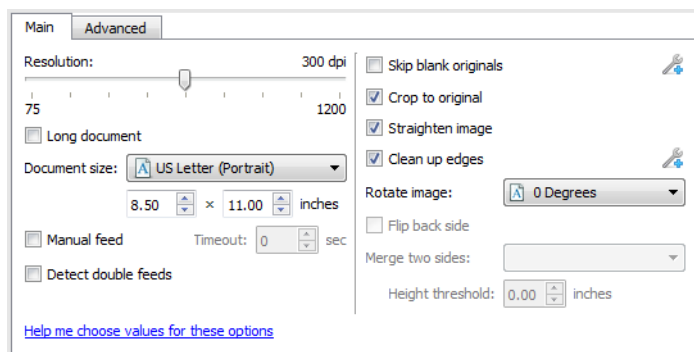 Main Advanced
Resolution: 300 dpi
75 1200
Long document
Document size: US Letter (Portrait)
8.50 × 11.00 inches
Manual feed Timeout: 0 sec
Detect double feeds
Help me choose values for these options
Skip blank originals
Crop to original
Straighten image
Clean up edges
Rotate image: 0 Degrees
Flip back side
Merge two sides:
Height threshold: 0.00 inches